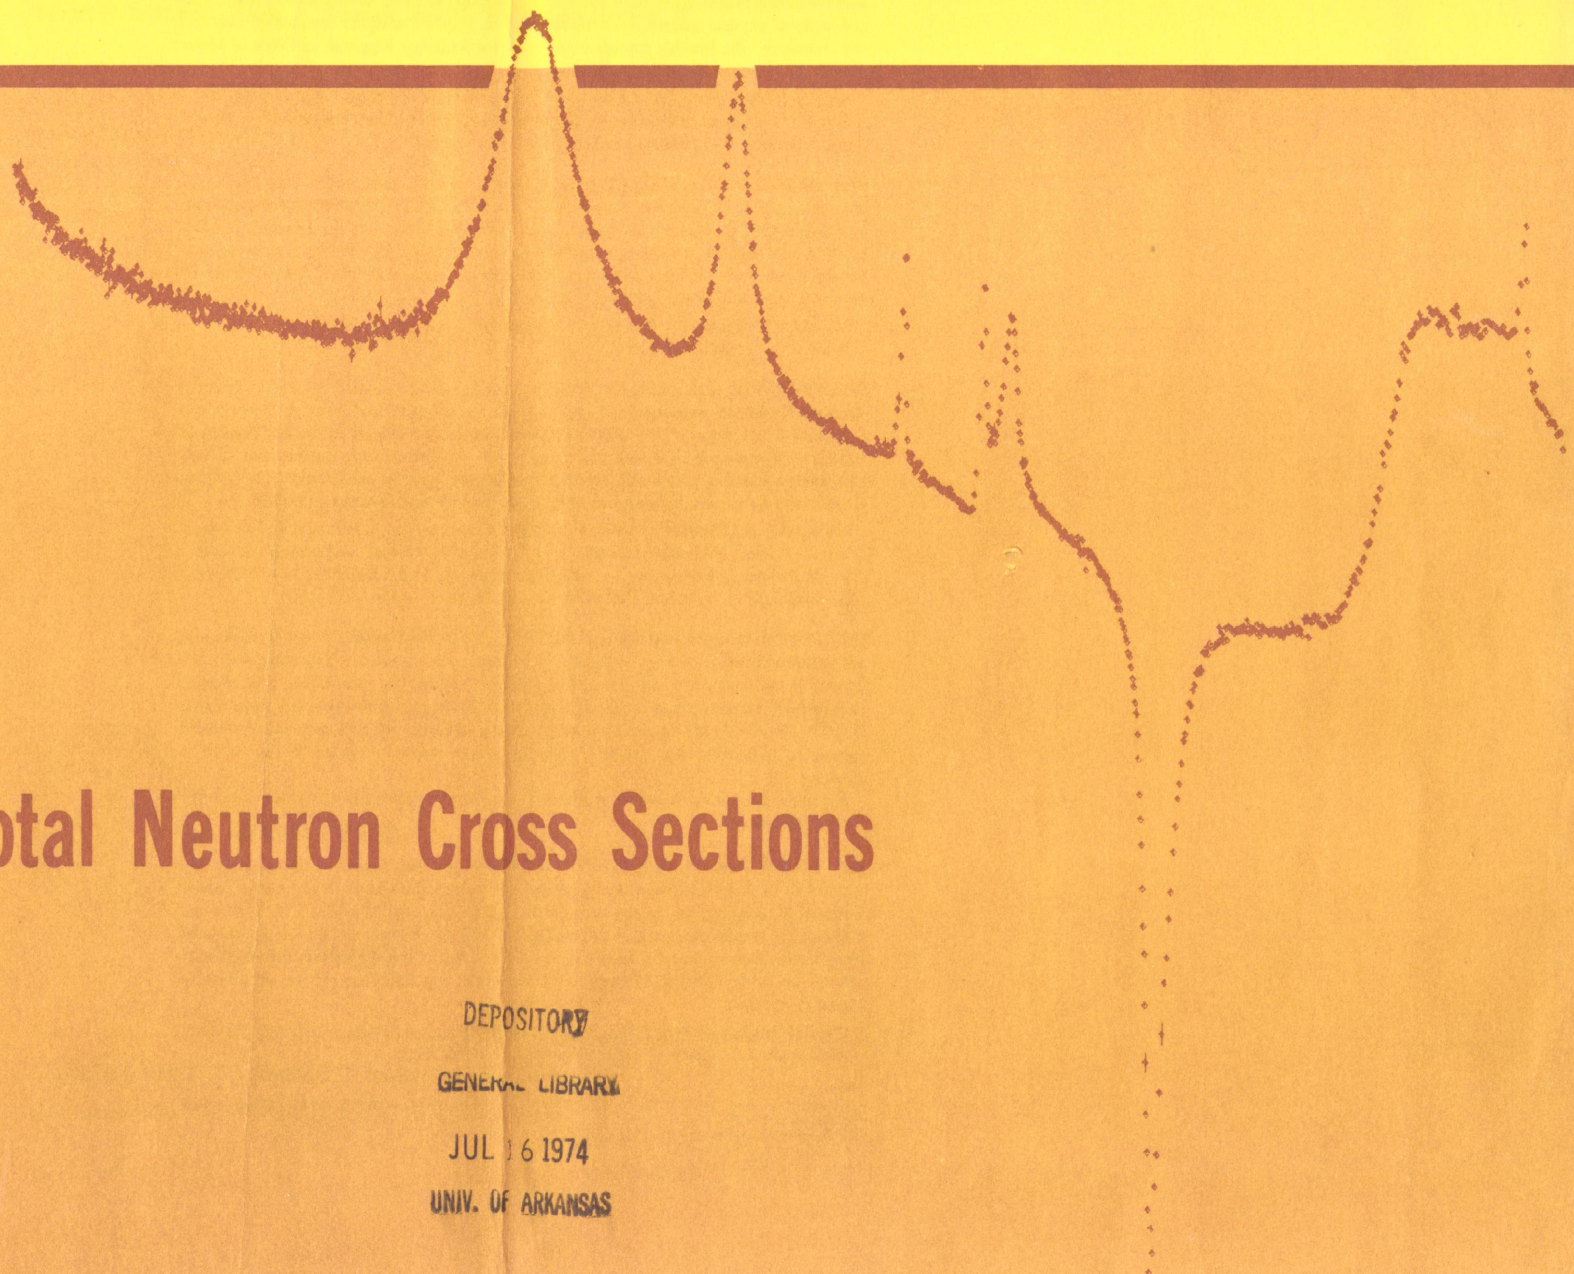 otal Neutron Cross Sections
DEPOSITORY
GENERAL LIBRARY
JUL 16 1974
UNIV. OF ARKANSAS